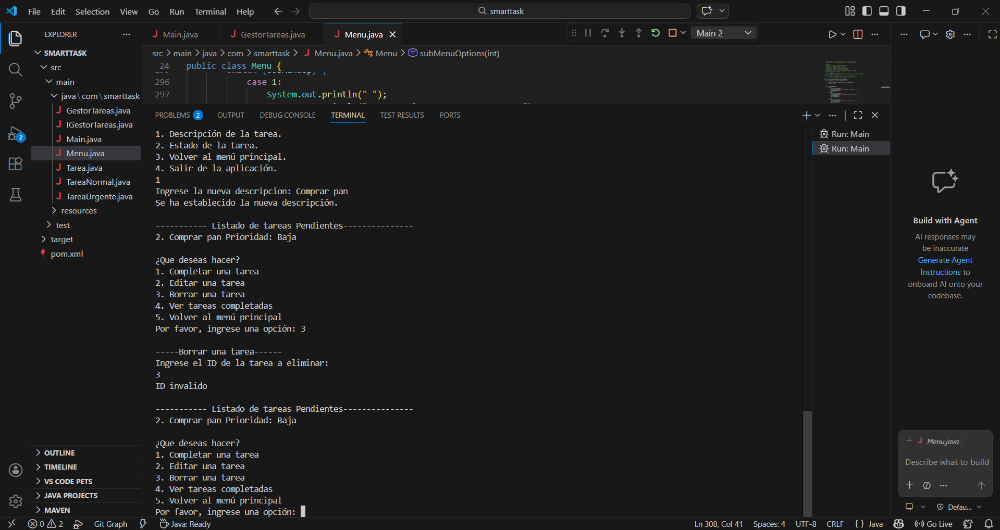 File Edit Selection View Go Run Terminal Help
smarttask
EXPLORER
SMARTTASK
src
main
java\com\smarttask
GestorTareas.java
IGestorTareas.java
Main.java
Menu.java
Tarea.java
TareaNormal.java
TareaUrgente.java
resources
test
target
pom.xml
OUTLINE
TIMELINE
VS CODE PETS
JAVA PROJECTS
MAVEN
2
Main.java GestorTareas.java Menu.java
Main 2
src > main > java > com > smarttask > Menu.java > Menu > subMenuOptions(int)
24 public class Menu {
296 case 1:
297 System.out.println(" ");
PROBLEMS 2 OUTPUT DEBUG CONSOLE TERMINAL TEST RESULTS PORTS
1. Descripción de la tarea.
2. Estado de la tarea.
3. Volver al menú principal.
4. Salir de la aplicación.
1
Ingrese la nueva descripcion: Comprar pan
Se ha establecido la nueva descripción.
----------- Listado de tareas Pendientes---------------
2. Comprar pan Prioridad: Baja
¿Que deseas hacer?
1. Completar una tarea
2. Editar una tarea
3. Borrar una tarea
4. Ver tareas completadas
5. Volver al menú principal
Por favor, ingrese una opción: 3
-----Borrar una tarea------
Ingrese el ID de la tarea a eliminar:
3
ID invalido
----------- Listado de tareas Pendientes---------------
2. Comprar pan Prioridad: Baja
¿Que deseas hacer?
1. Completar una tarea
2. Editar una tarea
3. Borrar una tarea
4. Ver tareas completadas
5. Volver al menú principal
Por favor, ingrese una opción:
Run: Main
Run: Main
Build with Agent
AI responses may
be inaccurate
Generate Agent
Instructions to
onboard AI onto your
codebase.
Menu.java
Describe what to build
Defau...
0 2 Git Graph Java: Ready Ln 308, Col 41 Spaces: 4 UTF-8 CRLF { } Java Go Live